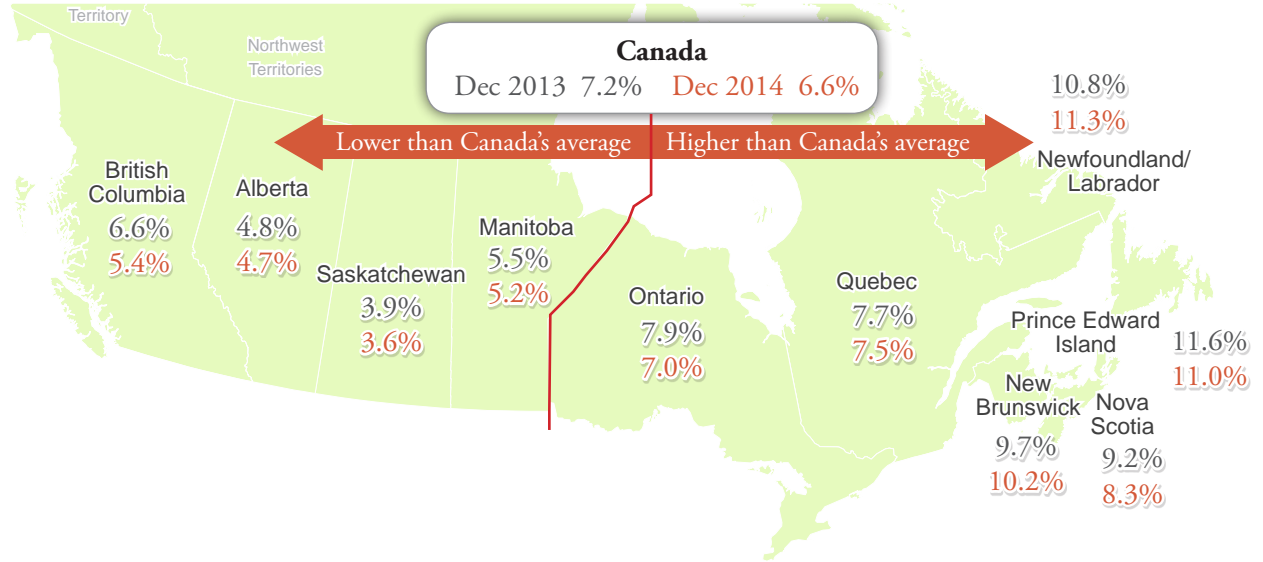 Territory
Northwest
Territories
Canada
Dec 2013 7.2% Dec 2014 6.6%
Lower than Canada's average
Higher than Canada's average
British
Columbia
6.6%
5.4%
Alberta
4.8%
4.7%
Saskatchewan
3.9%
3.6%
Manitoba
5.5%
5.2%
Ontario
7.9%
7.0%
Quebec
7.7%
7.5%
10.8%
11.3%
Newfoundland/
Labrador
Prince Edward
Island
11.6%
11.0%
New
Brunswick
9.7%
10.2%
Nova
Scotia
9.2%
8.3%